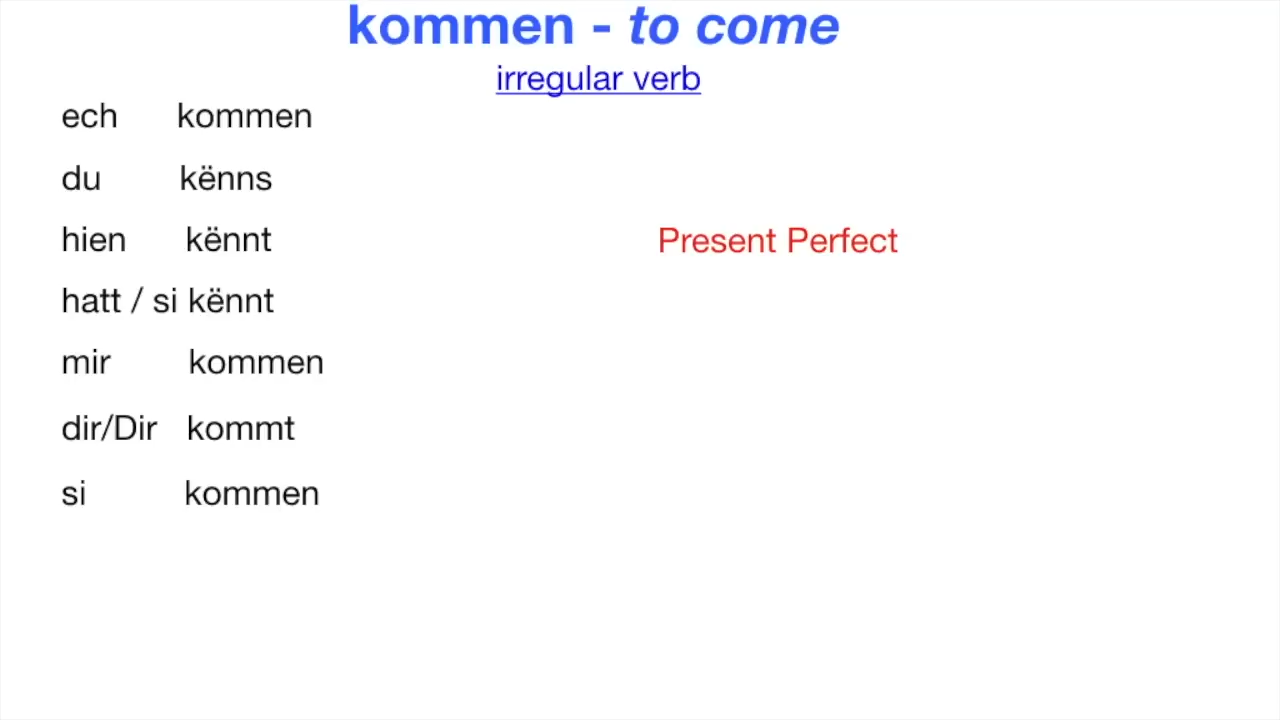 kommen - to come
irregular verb
ech kommen
du kënns
hien kënnt
hatt / si kënnt
mir kommen
dir/Dir kommt
si kommen
Present Perfect